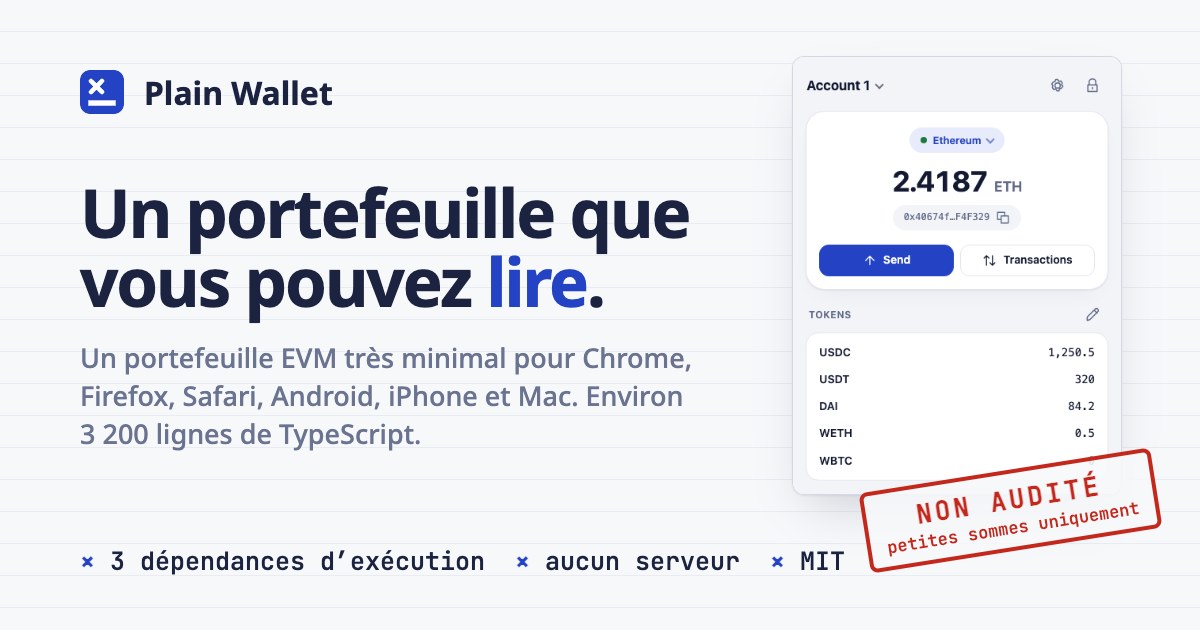 Plain Wallet
Un portefeuille que
vous pouvez lire.
Un portefeuille EVM très minimal pour Chrome,
Firefox, Safari, Android, iPhone et Mac. Environ
3 200 lignes de TypeScript.
× 3 dépendances d’exécution × aucun serveur × MIT
Account 1
Ethereum
2.4187 ETH
0x40674f…F4F329
Send
Transactions
TOKENS
USDC 1,250.5
USDT 320
DAI 84.2
WETH 0.5
WBTC
NON AUDITÉ
petites sommes uniquement